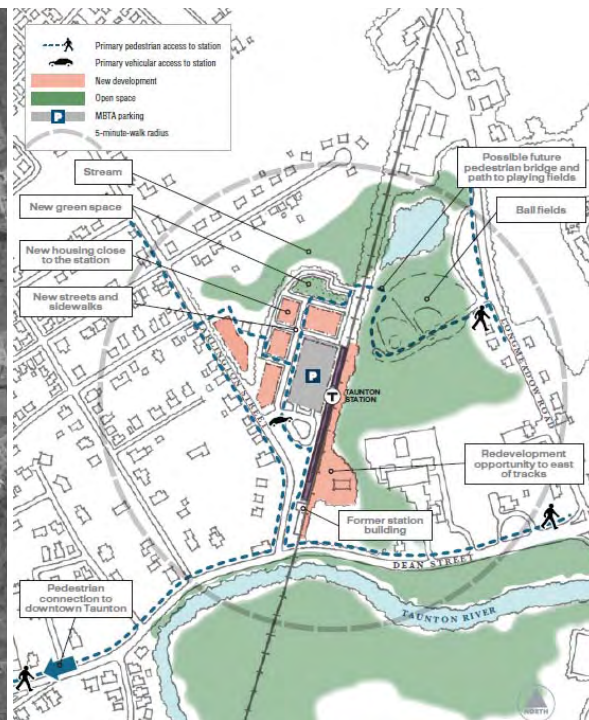 Primary pedestrian access to station
Primary vehicular access to station
New development
Open space
P
MBTA parking
5-minute-walk radius
Stream
New green space
New housing close
to the station
New streets and
sidewalks
Possible future
pedestrian bridge and
path to playing fields
Ball fields
LONGMEADOW ROAD
STREET
P
T
TAUNTON
STATION
Redevelopment
opportunity to east
of tracks
Former station
building
DEAN STREET
TAUNTON RIVER
Pedestrian
connection to
downtown Taunton
NORTH